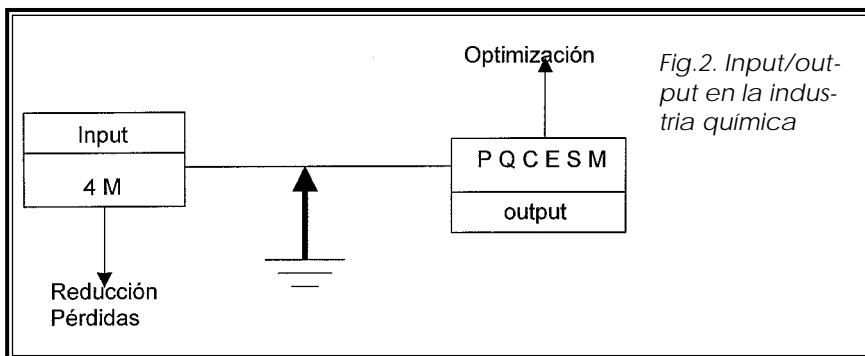 Optimización
Fig.2. Input/out-
put en la indus-
tria química
Input
4 M
P Q C E S M
output
Reducción
Pérdidas